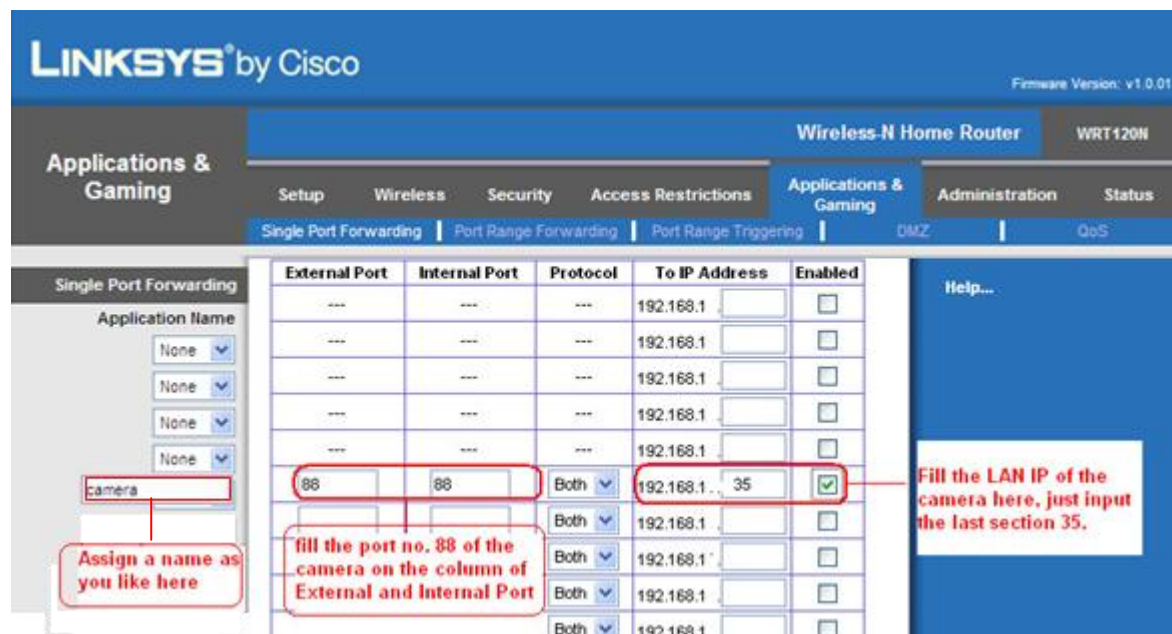 LINKSYS® by Cisco
Firmware Version: v1.0.01
Wireless-N Home Router WRT120N
Applications &
Gaming
Setup Wireless Security Access Restrictions Applications & Gaming Administration Status
Single Port Forwarding Port Range Forwarding Port Range Triggering DMZ QoS
Single Port Forwarding
Application Name
None
None
None
None
camera
Assign a name as
you like here
External Port Internal Port Protocol To IP Address Enabled
--- --- --- 192.168.1 .
--- --- --- 192.168.1
--- --- --- 192.168.1 .
--- --- --- 192.168.1 .
--- --- --- 192.168.1 .
88 88 Both 192.168.1 . 35
Both 192.168.1 .
Both 192.168.1 .
Both 192.168.1 .
Both 192.168.1
fill the port no. 88 of the
camera on the column of
External and Internal Port
Help...
Fill the LAN IP of the
camera here, just input
the last section 35.